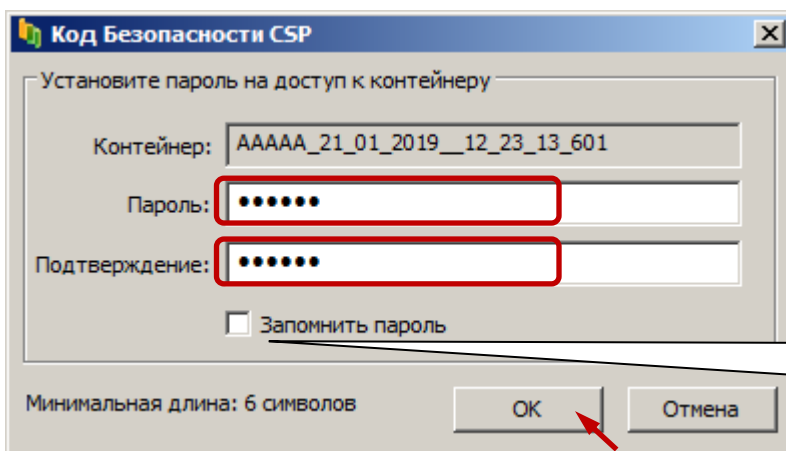 Код Безопасности CSP
Установите пароль на доступ к контейнеру
Контейнер: AAAAA_21_01_2019__12_23_13_601
Пароль: ●●●●●●
Подтверждение: ●●●●●●
Запомнить пароль
Минимальная длина: 6 символов
ОК
Отмена